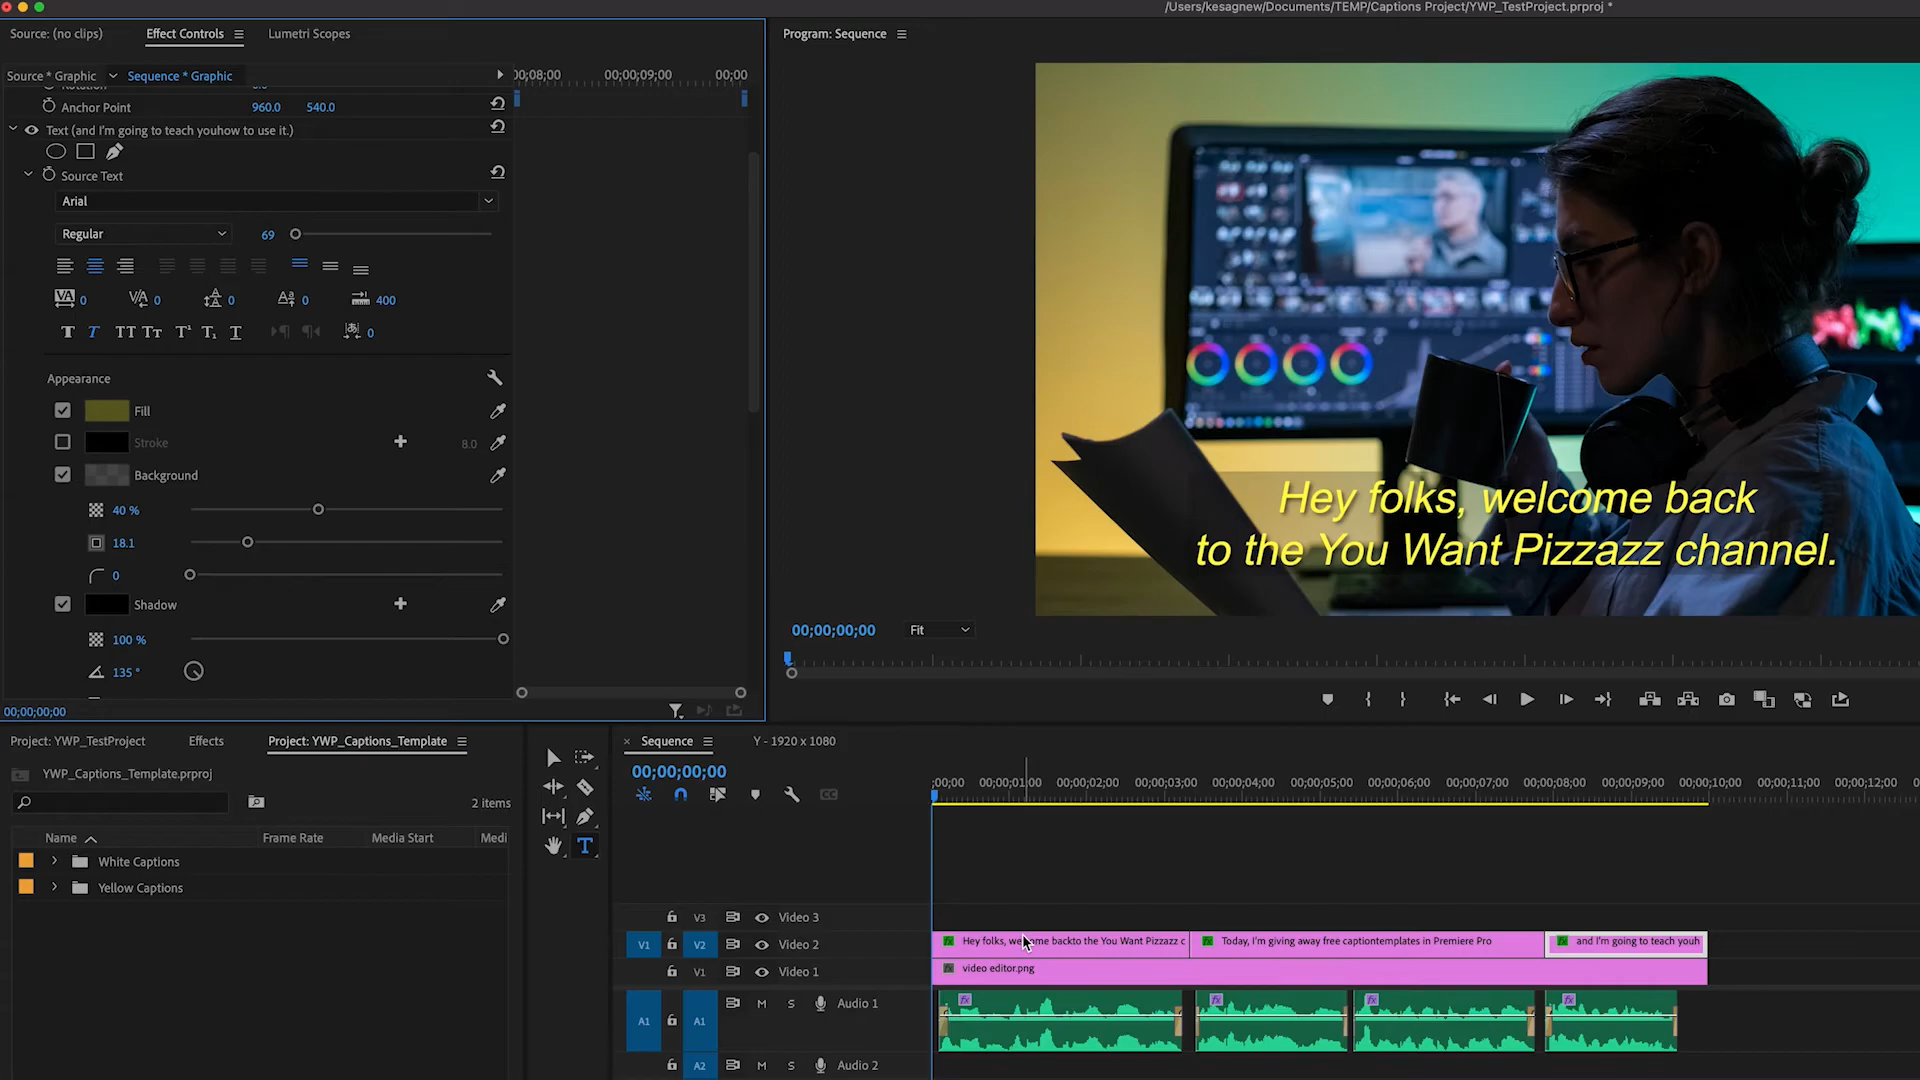 /Users/kesagnew/Documents/TEMP/Captions Project/YWP_TestProject.prproj *
Source: (no clips)
Effect Controls
Lumetri Scopes
Program: Sequence
Source * Graphic
Sequence * Graphic
00;08;00
00;00;09;00
00;00
Anchor Point 960.0 540.0
Text (and I'm going to teach youhow to use it.)
Source Text
Arial
Regular 69
0 0 0 0 400
0
Appearance
Fill
Stroke 8.0
Background
40 %
18.1
0
Shadow
100 %
135 °
00;00;00;00
Hey folks, welcome back
to the You Want Pizzazz channel.
00;00;00;00 Fit
Project: YWP_TestProject
Effects
Project: YWP_Captions_Template
YWP_Captions_Template.prproj
2 items
Name Frame Rate Media Start Medi
White Captions
Yellow Captions
× Sequence
Y - 1920 x 1080
00;00;00;00
:00;00 00;00;01;00 00;00;02;00 00;00;03;00 00;00;04;00 00;00;05;00 00;00;06;00 00;00;07;00 00;00;08;00 00;00;09;00 00;00;10;00 00;00;12;00
V3 Video 3
V1 V2 Video 2
Hey folks, welcome backto the You Want Pizzazz c
Today, I'm giving away free captiontemplates in Premiere Pro
and I'm going to teach youh
V1 Video 1
video editor.png
M S Audio 1
A1 A1
A2 M S Audio 2